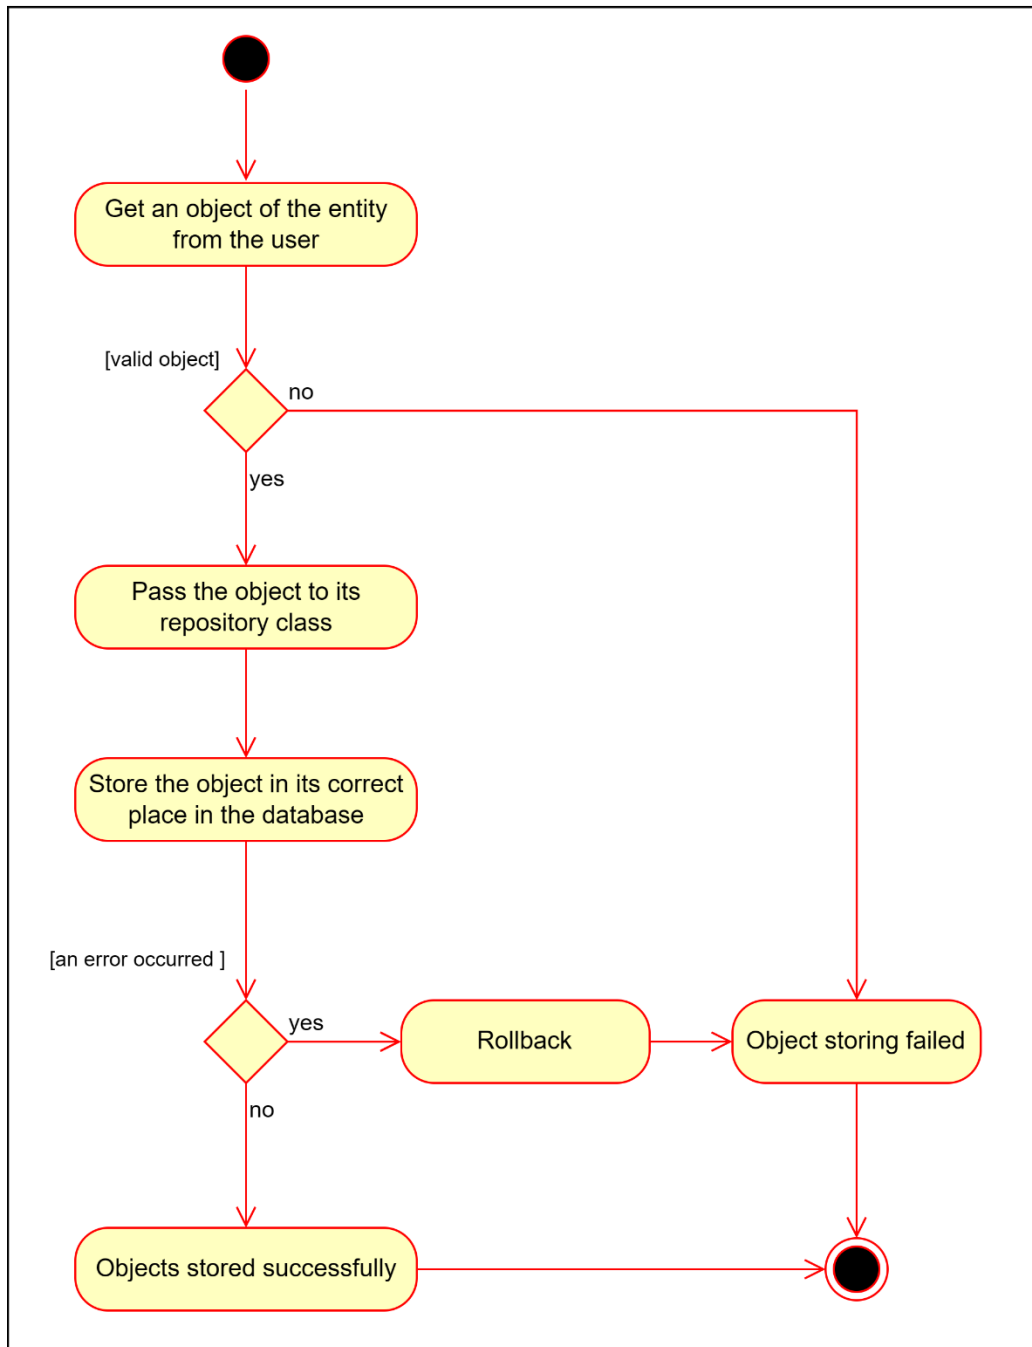 Get an object of the entity
from the user
[valid object]
no
yes
Pass the object to its
repository class
Store the object in its correct
place in the database
[an error occurred ]
yes
Rollback
Object storing failed
no
Objects stored successfully